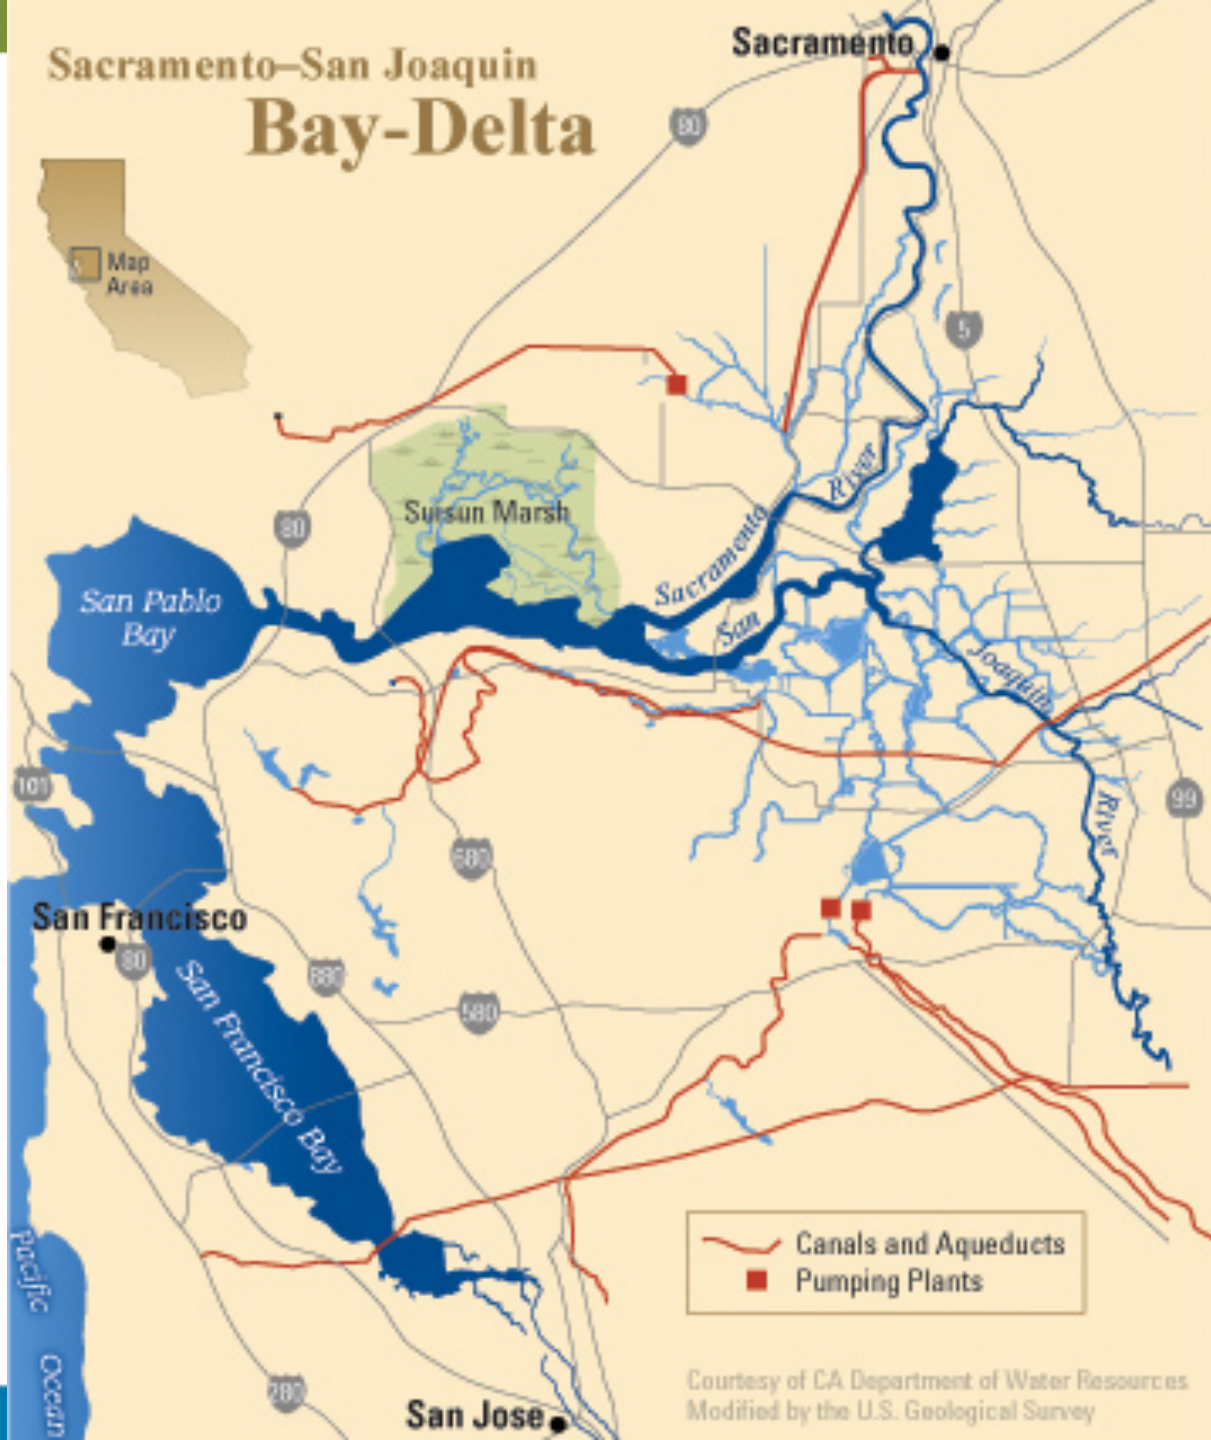 Sacramento–San Joaquin
Bay-Delta
Sacramento
80
Map
Area
5
Suisun Marsh
80
River
Sacramento
San Pablo
Bay
San
Joaquin
101
99
River
680
San Francisco
80
880
San Francisco Bay
580
Pacific
Ocean
Canals and Aqueducts
Pumping Plants
280
San Jose
Courtesy of CA Department of Water Resources
Modified by the U.S. Geological Survey